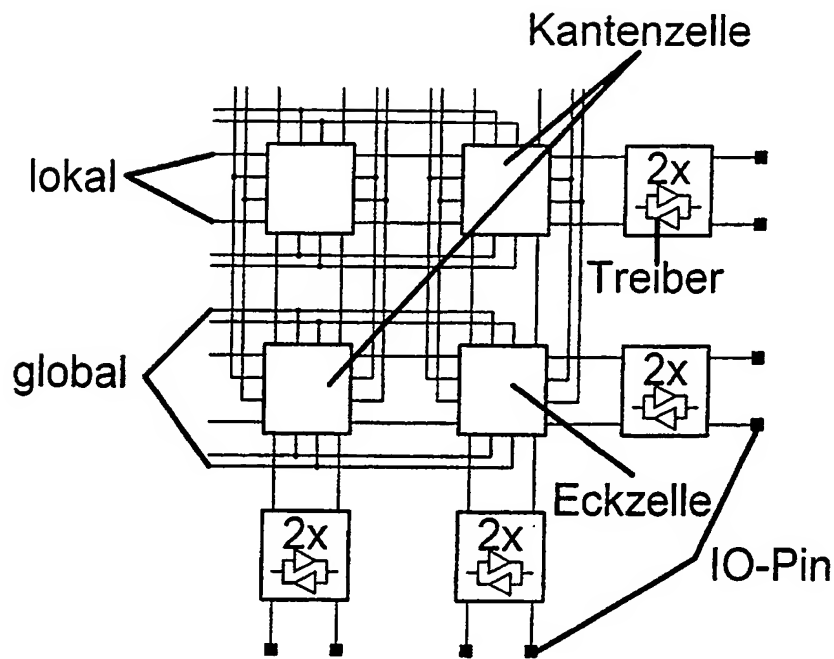 Kantenzelle
lokal
2x
Treiber
global
2x
Eckzelle
2x
2x
IO-Pin